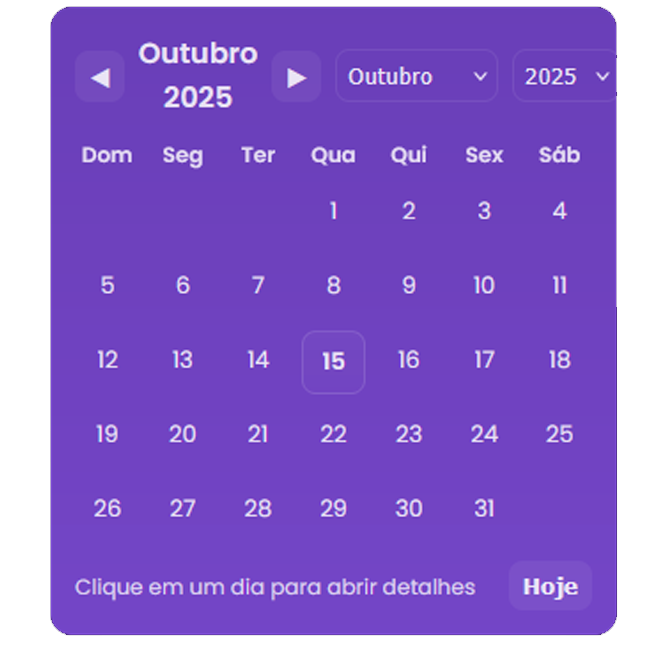 ◀ Outubro 2025 ▶ Outubro 2025
Dom Seg Ter Qua Qui Sex Sáb
1 2 3 4
5 6 7 8 9 10 11
12 13 14 15 16 17 18
19 20 21 22 23 24 25
26 27 28 29 30 31
Clique em um dia para abrir detalhes Hoje